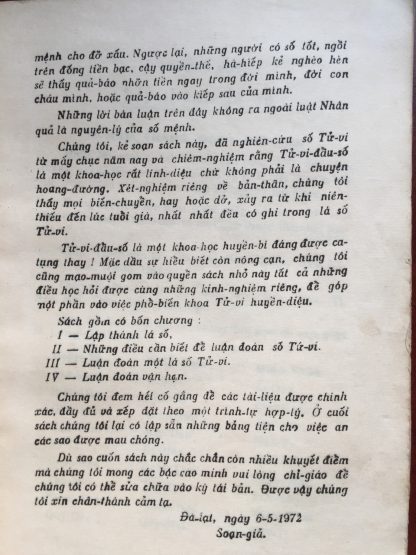 mệnh cho đỡ xấu. Ngược lại, những người có số tốt, ngồi
trên đống tiền bạc, cậy quyền-thế, hà-hiếp kẻ nghèo hèn
sẽ thấy quả-báo nhỡn tiền ngay trong đời mình, đời con
cháu mình, hoặc quả-báo vào kiếp sau của mình.
Những lời bàn luận trên đây không ra ngoài luật Nhân
quả là nguyên-lý của số mệnh.
Chúng tôi, kẻ soạn sách này, đã nghiên-cứu số Tử-vi
từ mấy chục năm nay và chiêm-nghiệm rằng Tử-vi-đẩu-số
là một khoa-học rất linh-diệu chứ không phải là chuyện
hoang-đường. Xét-nghiệm riêng về bản-thân, chúng tôi
thấy mọi biến-chuyển, hay hoặc dở, xảy ra từ khi niên-
thiếu đến lúc tuổi già, nhất nhất đều có ghi trong lá số
Tử-vi.
Tử-vi-đẩu-số là một khoa-học huyền-bí đáng được ca-
tụng thay ! Mặc dầu sự hiểu biết còn nông cạn, chúng tôi
cũng mạo-muội gom vào quyển sách nhỏ này tất cả những
điều học hỏi được cùng những kinh-nghiệm riêng, để góp
một phần vào việc phổ-biến khoa Tử-vi huyền-diệu.
Sách gồm có bốn chương :
I — Lập thành lá số,
II — Những điều cần biết để luận đoán số Tử-vi.
III — Luận đoán một lá số Tử-vi.
IV — Luận đoán vận hạn.
Chúng tôi đem hết cố gắng để các tài-liệu được chính
xác, đầy đủ và xếp đặt theo một trình-tự hợp-lý. Ở cuối
sách chúng tôi lại có lập sẵn những bảng tiện cho việc an
các sao được mau chóng.
Dù sao cuốn sách này chắc chắn còn nhiều khuyết điểm
mà chúng tôi mong các bậc cao minh vui lòng chỉ-giáo để
chúng tôi có thể sửa chữa vào kỳ tái bản. Được vậy chúng
tôi xin chân-thành cảm tạ.
Đà-lạt, ngày 6-5-1972
Soạn-giả.